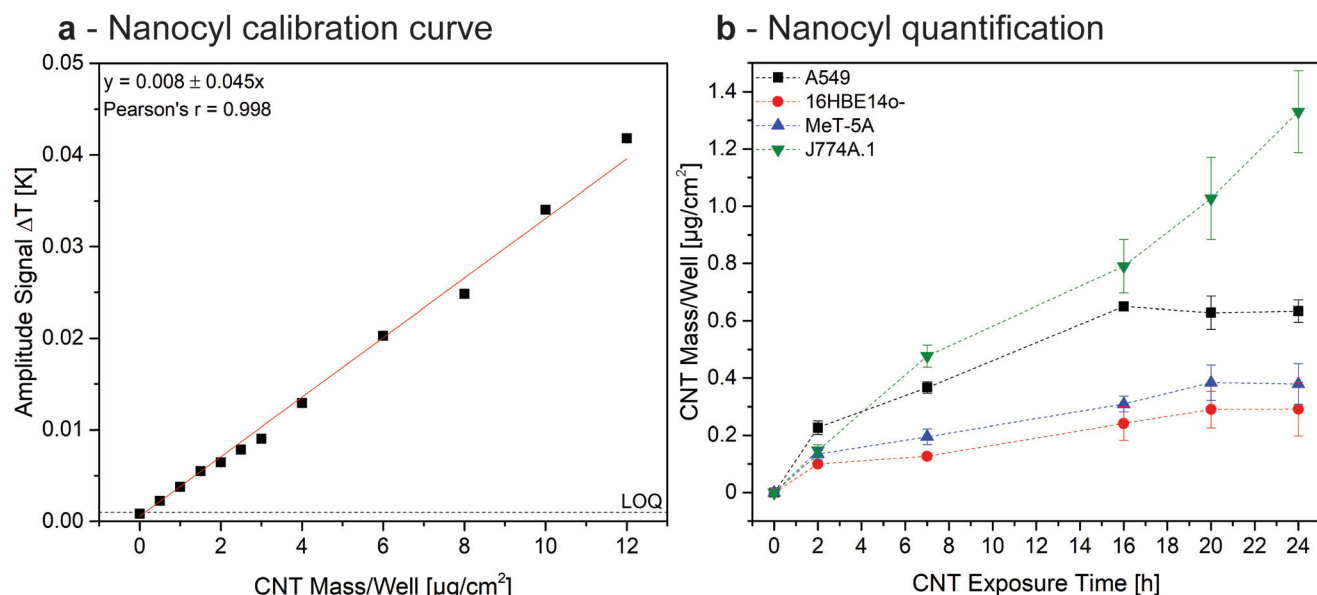 a - Nanocyl calibration curve
0.05
0.04
0.03
0.02
0.01
0.00
Amplitude Signal ΔT [K]
y = 0.008 ± 0.045x
Pearson's r = 0.998
LOQ
0 2 4 6 8 10 12
CNT Mass/Well [µg/cm²]
b - Nanocyl quantification
1.4
1.2
1.0
0.8
0.6
0.4
0.2
0
CNT Mass/Well [µg/cm²]
A549
16HBE14o-
MeT-5A
J774A.1
0 2 4 6 8 10 12 14 16 18 20 22 24
CNT Exposure Time [h]